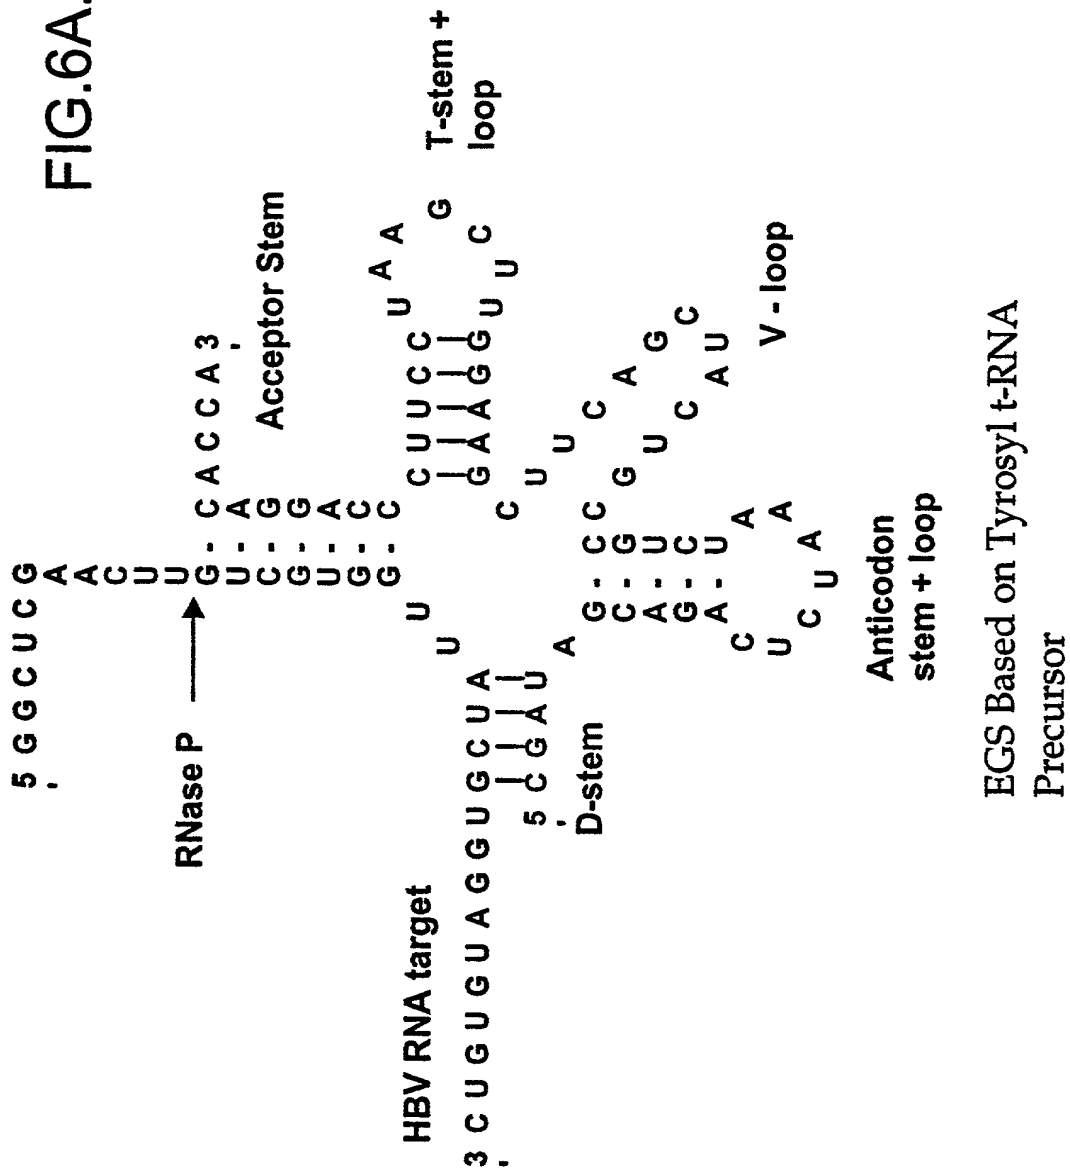 FIG.6A.
5' G G C U C G
A
A
C
U
U
RNase P
G - C A C C A 3'
U - A
C - G
G - G
U - A
G - C
G - C
Acceptor Stem
U
U
C U U C C U A A G
G A A G G U U C
T-stem +
loop
HBV RNA target
3' C U G U G U A G G U G C U A
5' C G A U
D-stem
A
C U U C A G C
G U C A U
V - loop
G - C C
C - G
A - U
G - C
A - U
C U C U A A A
Anticodon
stem + loop
EGS Based on Tyrosyl t-RNA
Precursor